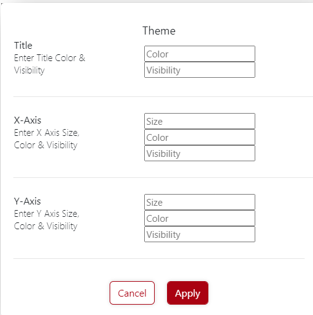 Theme
Title
Enter Title Color &
Visibility
Color
Visibility
X-Axis
Enter X Axis Size,
Color & Visibility
Size
Color
Visibility
Y-Axis
Enter Y Axis Size,
Color & Visibility
Size
Color
Visibility
Cancel
Apply